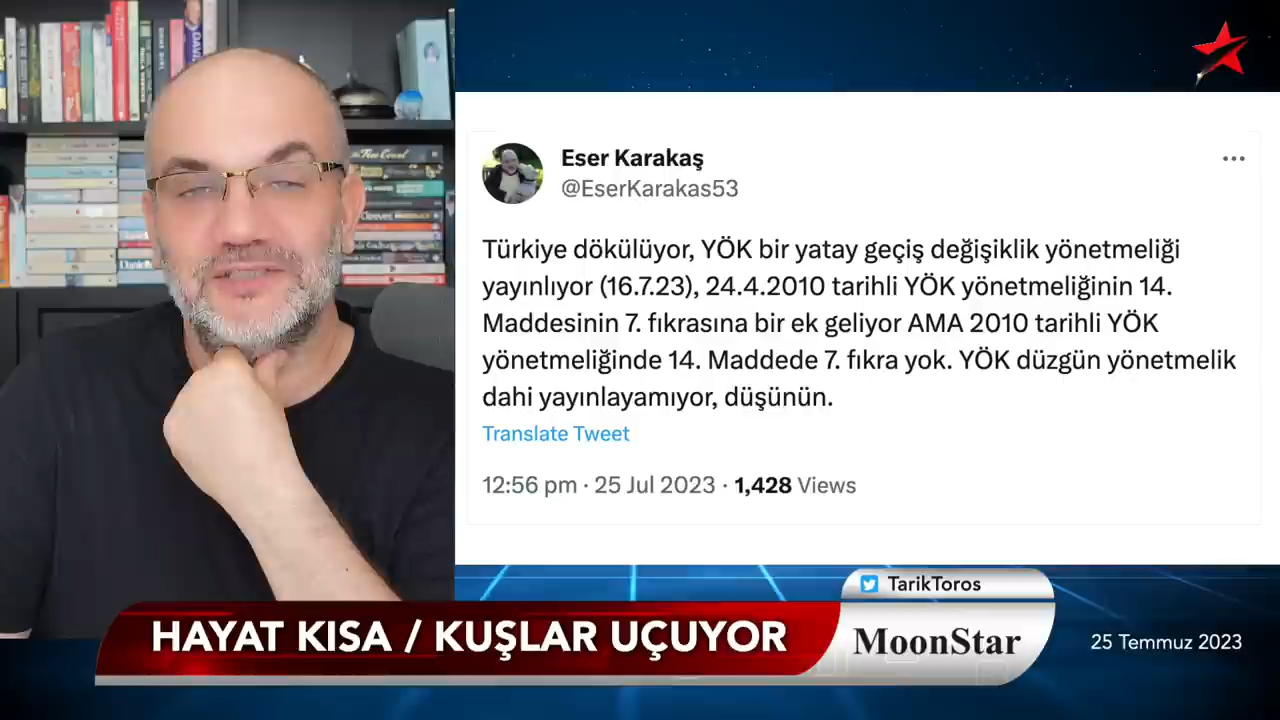 Eser Karakaş
@EserKarakas53
Türkiye dökülüyor, YÖK bir yatay geçiş değişiklik yönetmeliği
yayınlıyor (16.7.23), 24.4.2010 tarihli YÖK yönetmeliğinin 14.
Maddesinin 7. fıkrasına bir ek geliyor AMA 2010 tarihli YÖK
yönetmeliğinde 14. Maddede 7. fıkra yok. YÖK düzgün yönetmelik
dahi yayınlayamıyor, düşünün.
Translate Tweet
12:56 pm · 25 Jul 2023 · 1,428 Views
TarikToros
HAYAT KISA / KUŞLAR UÇUYOR
MoonStar
25 Temmuz 2023